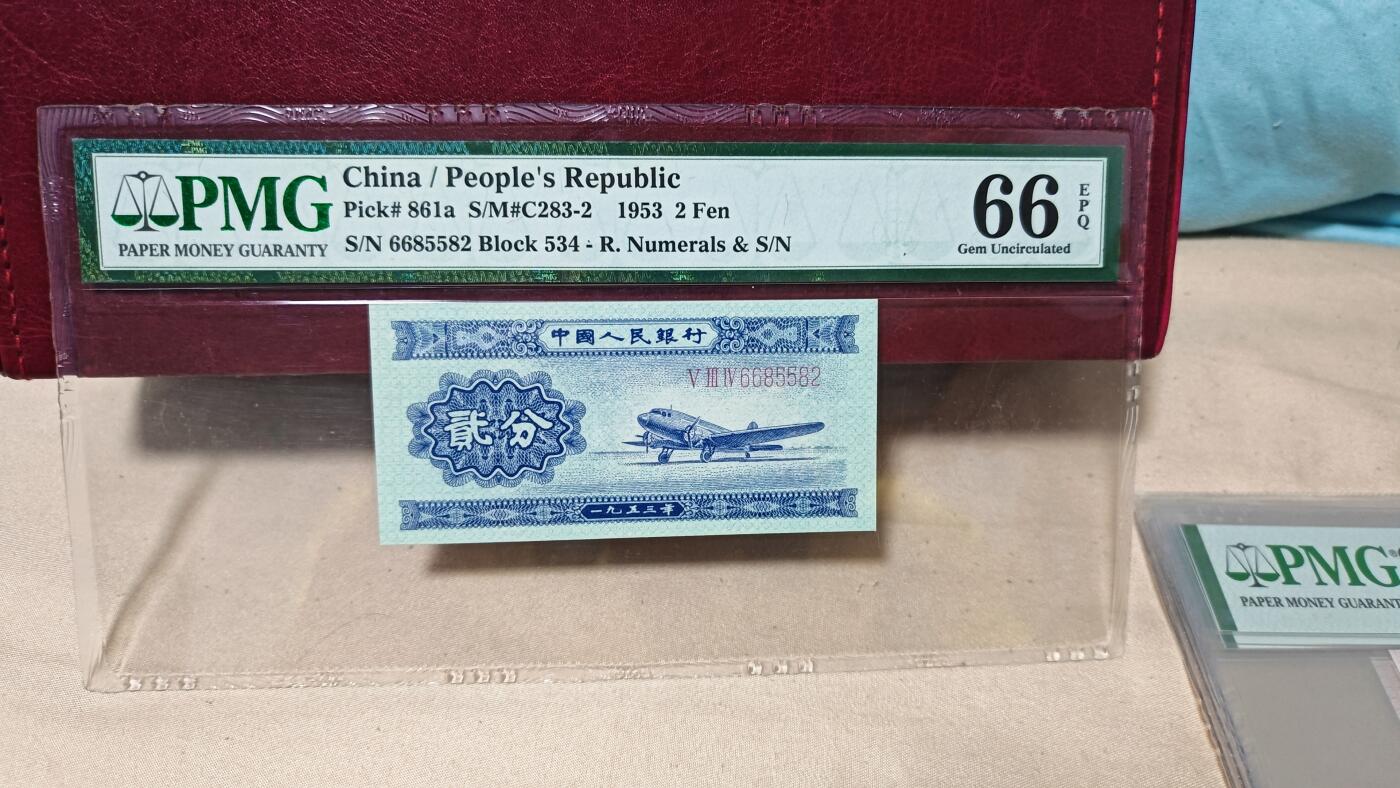 PMG
PAPER MONEY GUARANTY
China / People's Republic
Pick# 861a S/M#C283-2 1953 2 Fen
S/N 6685582 Block 534 - R. Numerals & S/N
66
EPQ
Gem Uncirculated
中國人民銀行
V III IV 6685582
貳分
一九五三年
PMG®
PAPER MONEY GUARANT